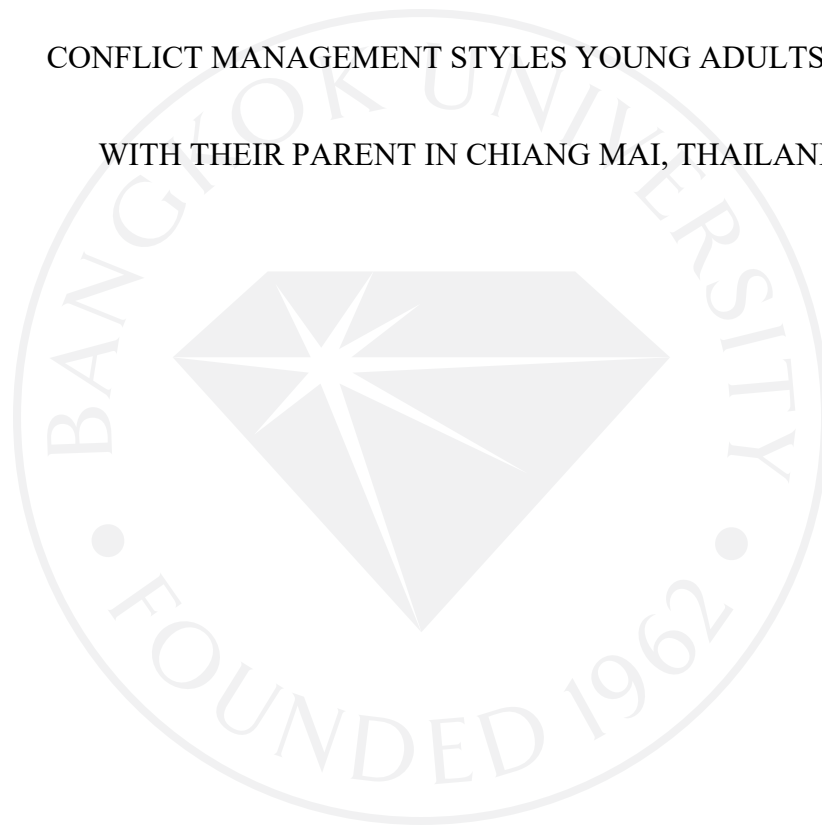 CONFLICT MANAGEMENT STYLES YOUNG ADULTS
WITH THEIR PARENT IN CHIANG MAI, THAILAN
BANGKOK UNIVERSITY
• FOUNDED 1962 •